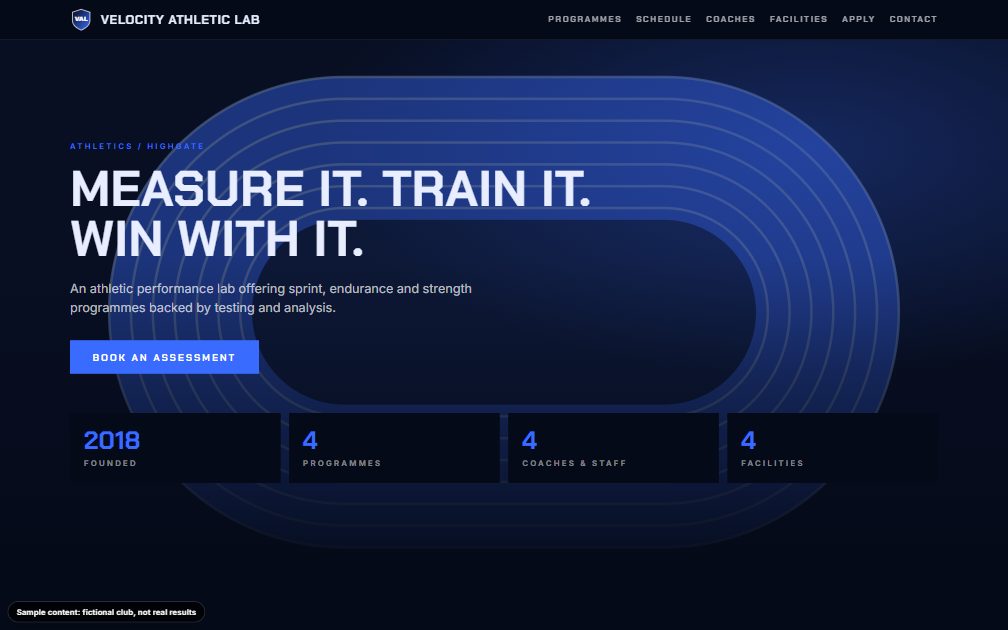 VAL
VELOCITY ATHLETIC LAB
PROGRAMMES SCHEDULE COACHES FACILITIES APPLY CONTACT
ATHLETICS / HIGHGATE
MEASURE IT. TRAIN IT.
WIN WITH IT.
An athletic performance lab offering sprint, endurance and strength
programmes backed by testing and analysis.
BOOK AN ASSESSMENT
2018
FOUNDED
4
PROGRAMMES
4
COACHES & STAFF
4
FACILITIES
Sample content: fictional club, not real results